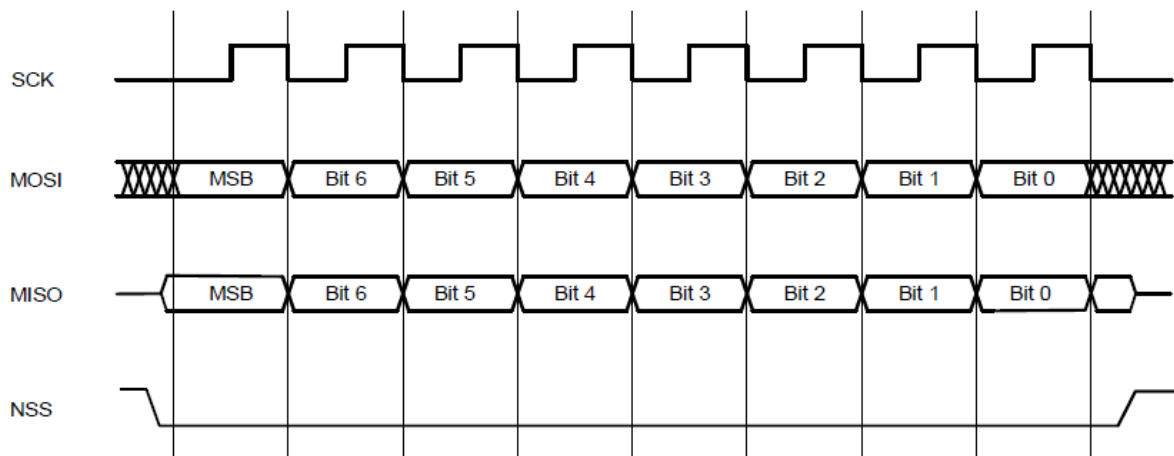 SCK
MOSI MSB Bit 6 Bit 5 Bit 4 Bit 3 Bit 2 Bit 1 Bit 0
MISO MSB Bit 6 Bit 5 Bit 4 Bit 3 Bit 2 Bit 1 Bit 0
NSS